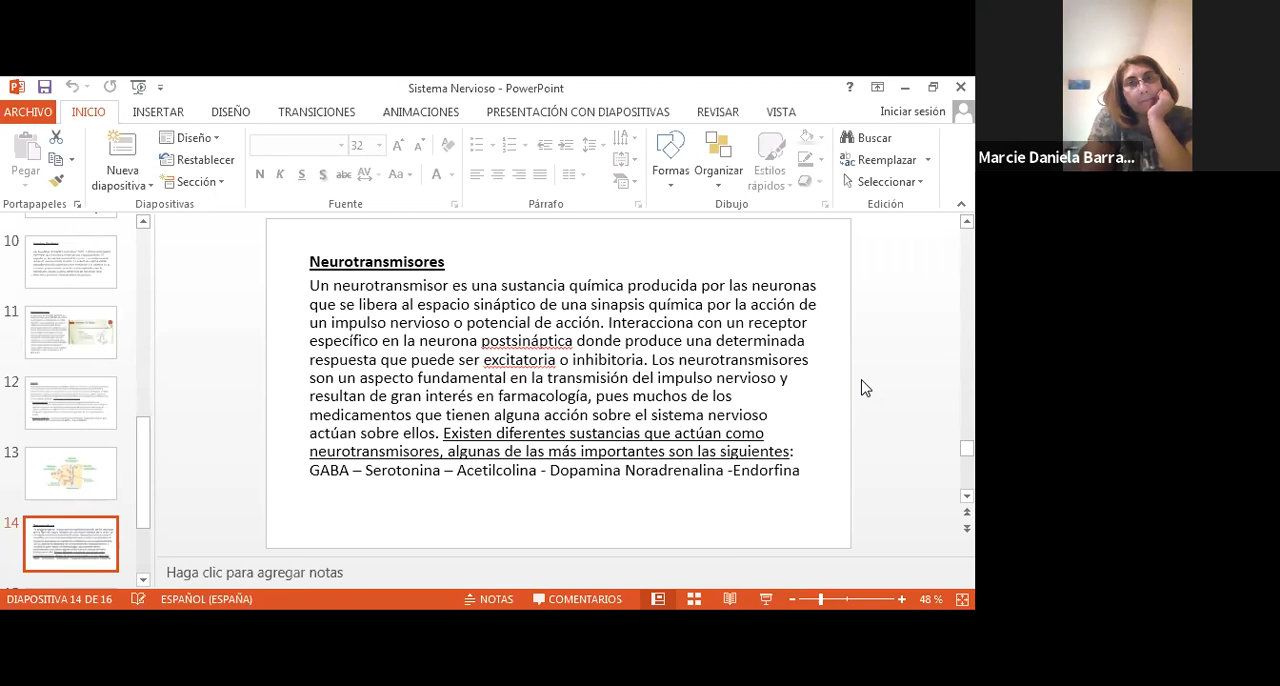 Sistema Nervioso - PowerPoint
?
ARCHIVO INICIO INSERTAR DISEÑO TRANSICIONES ANIMACIONES PRESENTACIÓN CON DIAPOSITIVAS REVISAR VISTA Iniciar sesión
Pegar
Nueva diapositiva
Diseño
Restablecer
Sección
32
N K S S abc AV Aa A
Formas
Organizar
Estilos rápidos
Buscar
Reemplazar
Seleccionar
Portapapeles Diapositivas Fuente Párrafo Dibujo Edición
10
11
12
13
14
Neurotransmisores
Un neurotransmisor es una sustancia química producida por las neuronas
que se libera al espacio sináptico de una sinapsis química por la acción de
un impulso nervioso o potencial de acción. Interacciona con un receptor
específico en la neurona postsináptica donde produce una determinada
respuesta que puede ser excitatoria o inhibitoria. Los neurotransmisores
son un aspecto fundamental en la transmisión del impulso nervioso y
resultan de gran interés en farmacología, pues muchos de los
medicamentos que tienen alguna acción sobre el sistema nervioso
actúan sobre ellos. Existen diferentes sustancias que actúan como
neurotransmisores, algunas de las más importantes son las siguientes:
GABA – Serotonina – Acetilcolina - Dopamina Noradrenalina -Endorfina
Haga clic para agregar notas
DIAPOSITIVA 14 DE 16 ESPAÑOL (ESPAÑA) NOTAS COMENTARIOS 48 %
Marcie Daniela Barra...